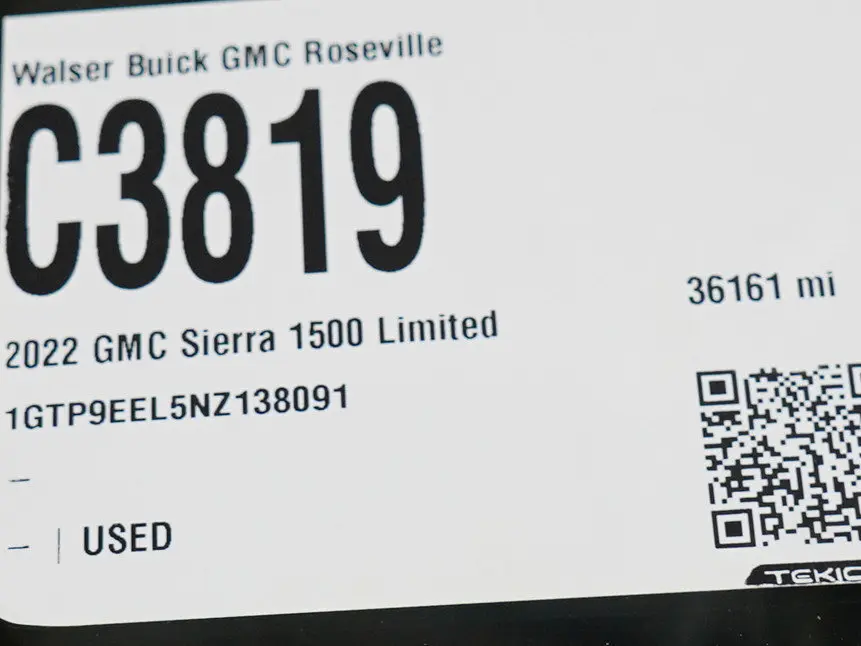 Walser Buick GMC Roseville
C3819
2022 GMC Sierra 1500 Limited
36161 mi
1GTP9EEL5NZ138091
–
– | USED